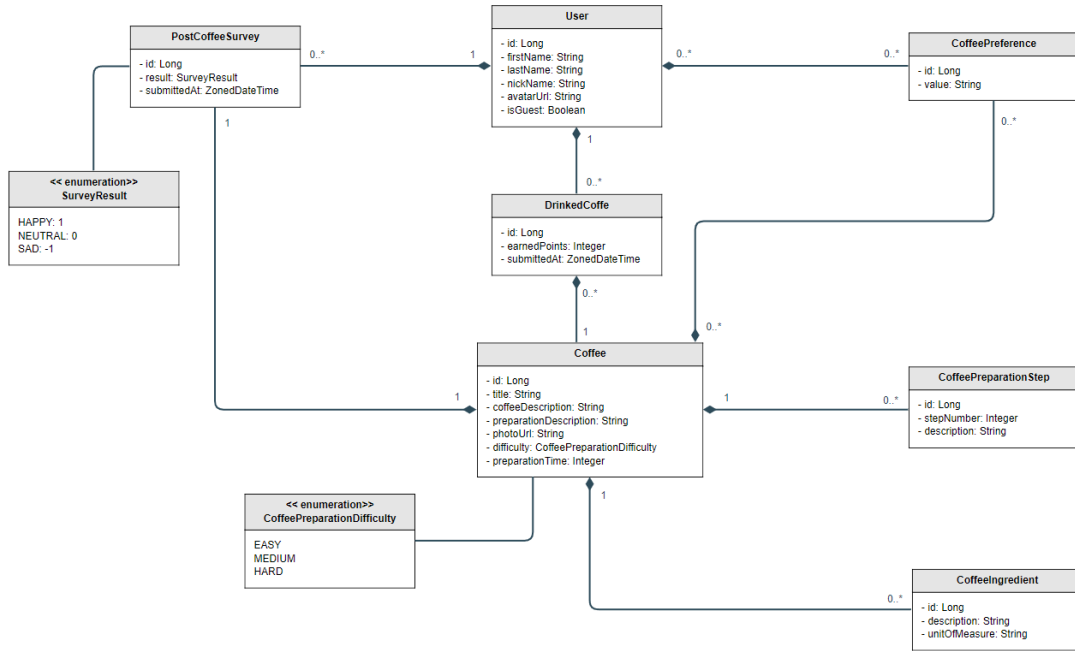 User
- id: Long
- firstName: String
- lastName: String
- nickName: String
- avatarUrl: String
- isGuest: Boolean
PostCoffeeSurvey
- id: Long
- result: SurveyResult
- submittedAt: ZonedDateTime
CoffeePreference
- id: Long
- value: String
0..*
1
0..*
0..*
1
1
0..*
0..*
<< enumeration>>
SurveyResult
HAPPY: 1
NEUTRAL: 0
SAD: -1
DrinkedCoffe
- id: Long
- earnedPoints: Integer
- submittedAt: ZonedDateTime
0..*
1
0..*
Coffee
- id: Long
- title: String
- coffeeDescription: String
- preparationDescription: String
- photoUrl: String
- difficulty: CoffeePreparationDifficulty
- preparationTime: Integer
1
1
0..*
CoffeePreparationStep
- id: Long
- stepNumber: Integer
- description: String
<< enumeration>>
CoffeePreparationDifficulty
EASY
MEDIUM
HARD
1
0..*
CoffeeIngredient
- id: Long
- description: String
- unitOfMeasure: String